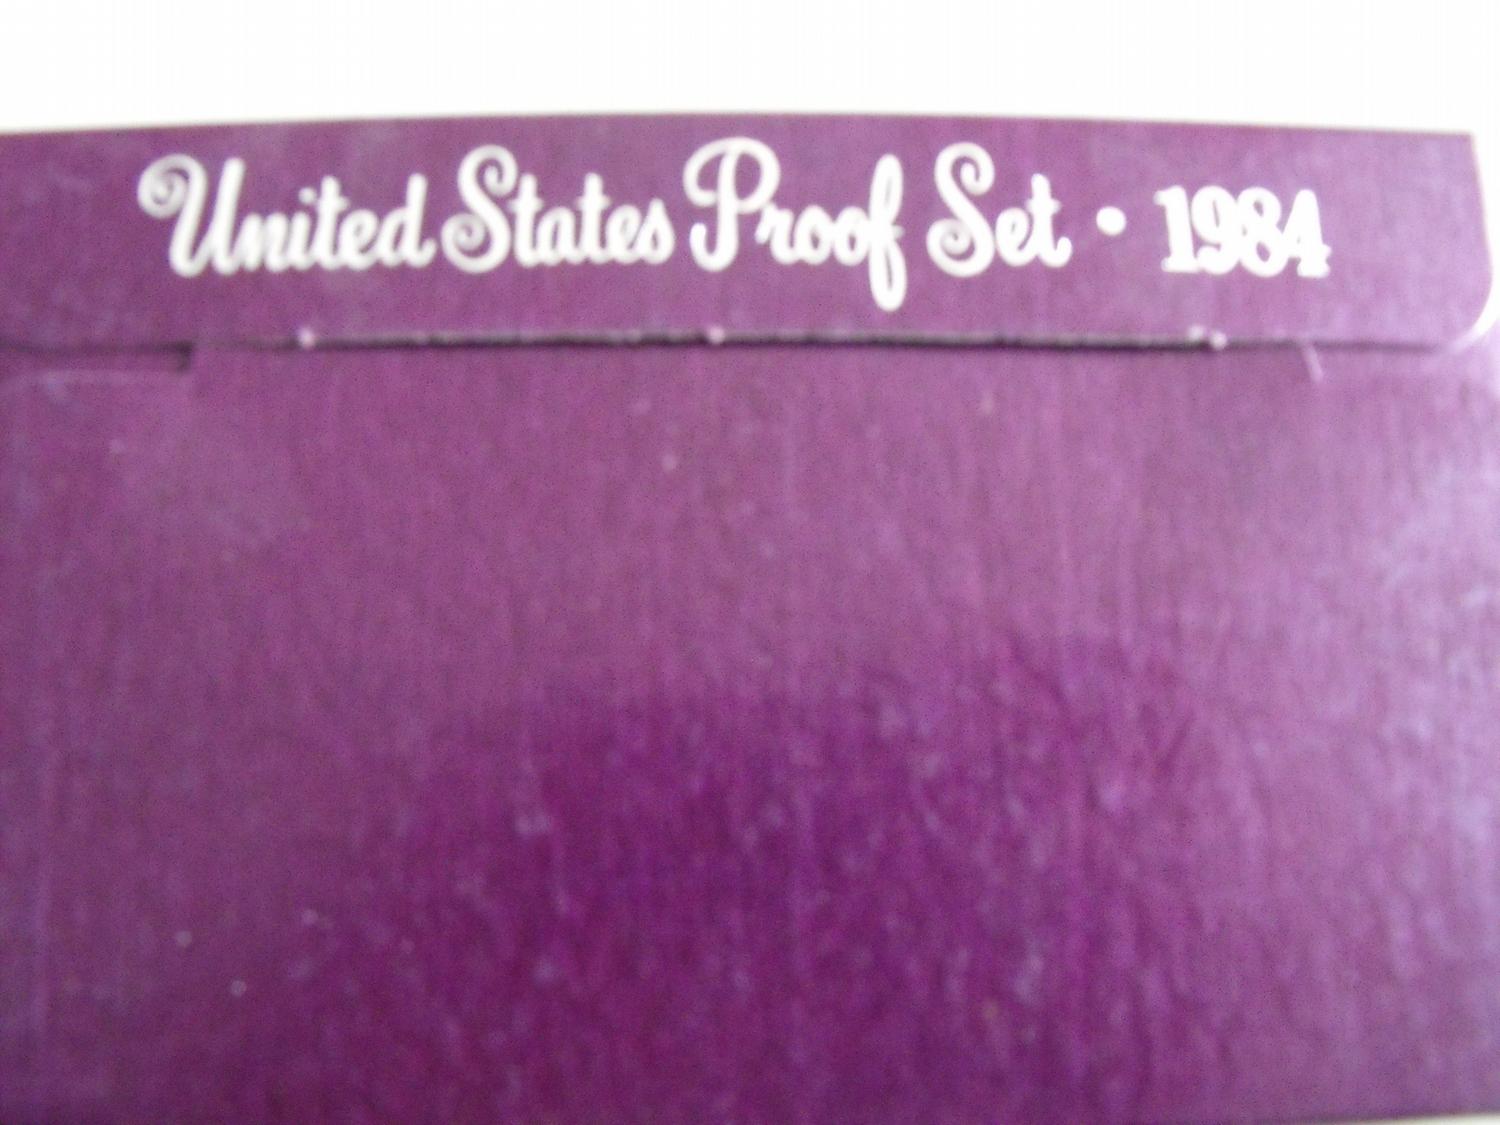 United States Proof Set • 1984